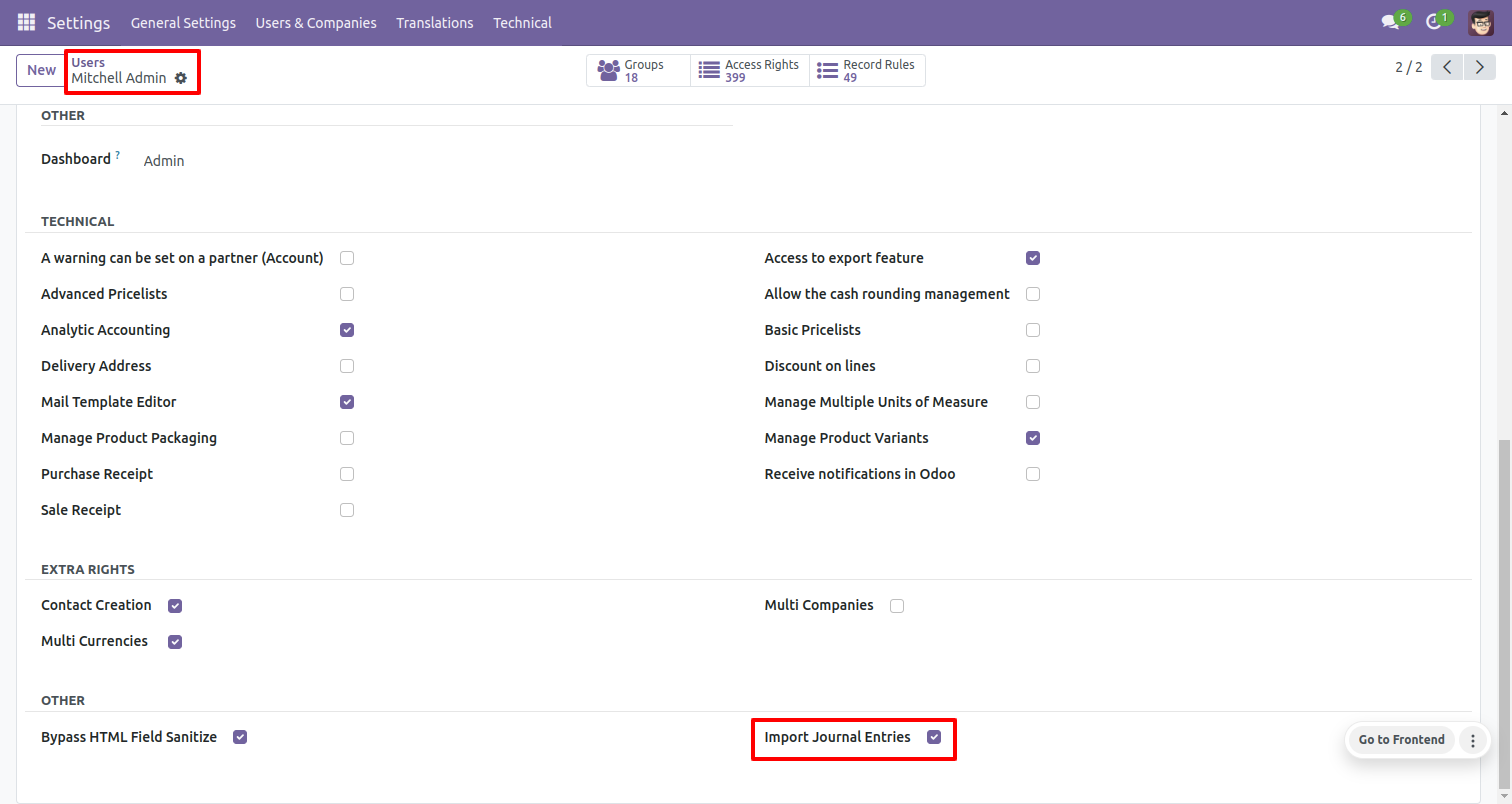 Settings General Settings Users & Companies Translations Technical 6 1
New Users Groups Access Rights Record Rules
Mitchell Admin 18 399 49 2 / 2
OTHER
Dashboard ? Admin
TECHNICAL
A warning can be set on a partner (Account) Access to export feature
Advanced Pricelists Allow the cash rounding management
Analytic Accounting Basic Pricelists
Delivery Address Discount on lines
Mail Template Editor Manage Multiple Units of Measure
Manage Product Packaging Manage Product Variants
Purchase Receipt Receive notifications in Odoo
Sale Receipt
EXTRA RIGHTS
Contact Creation Multi Companies
Multi Currencies
OTHER
Bypass HTML Field Sanitize Import Journal Entries Go to Frontend